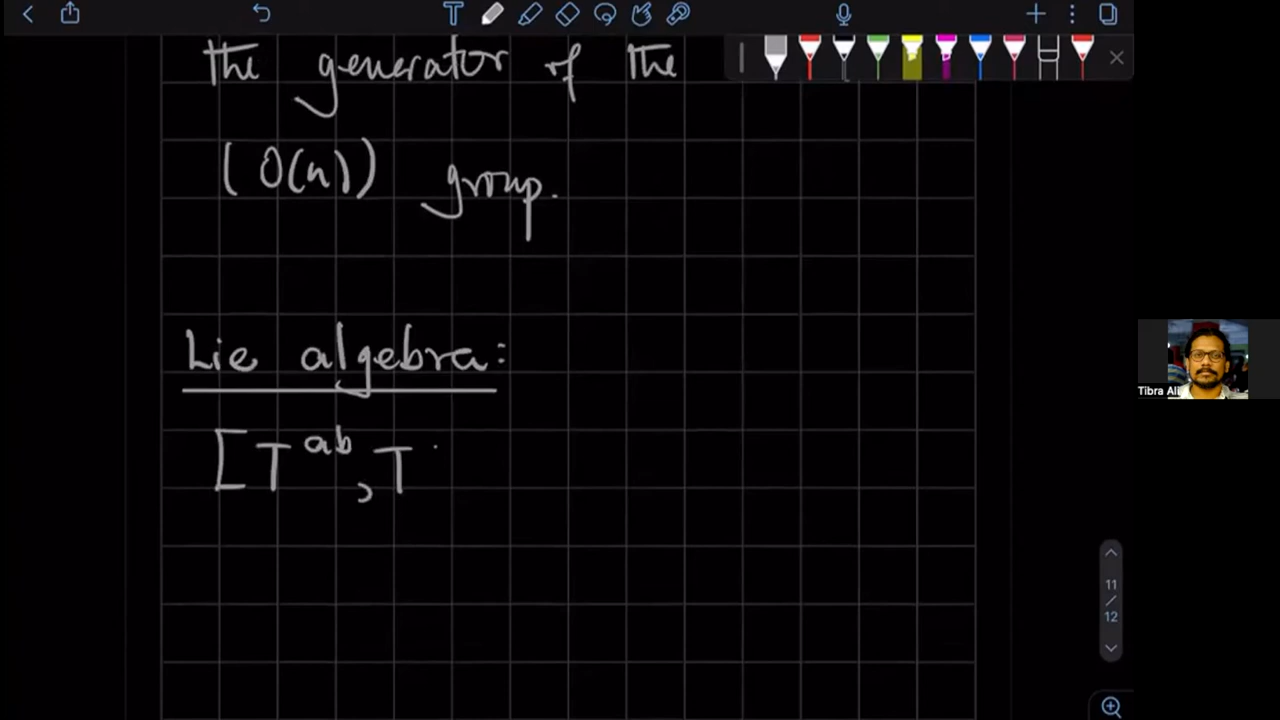 the generator of the
(O(n)) group.
Lie algebra:
[T^ab, T
11
/
12
Tibra Ali